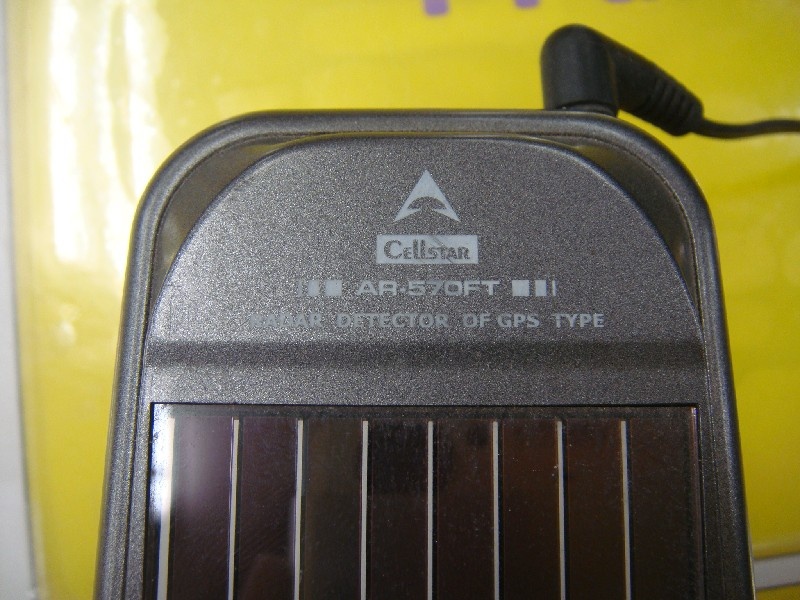 CellSTAR
AR·570FT
RADAR DETECTOR OF GPS TYPE